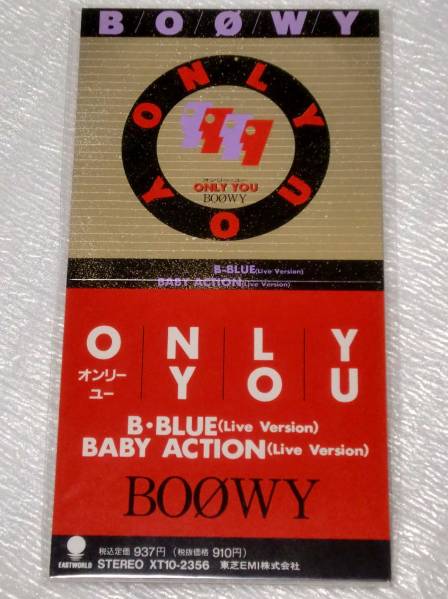 B/O/Ø/W/Y
ONLY YOU
オンリー・ユー
ONLY YOU
BOØWY
B-BLUE(Live Version)
BABY ACTION(Live Version)
ONLY
オンリー
ユー
YOU
B•BLUE(Live Version)
BABY ACTION(Live Version)
BOØWY
税込定価 937円 (税抜価格 910円)
EASTWORLD STEREO XT10-2356 東芝EMI株式会社